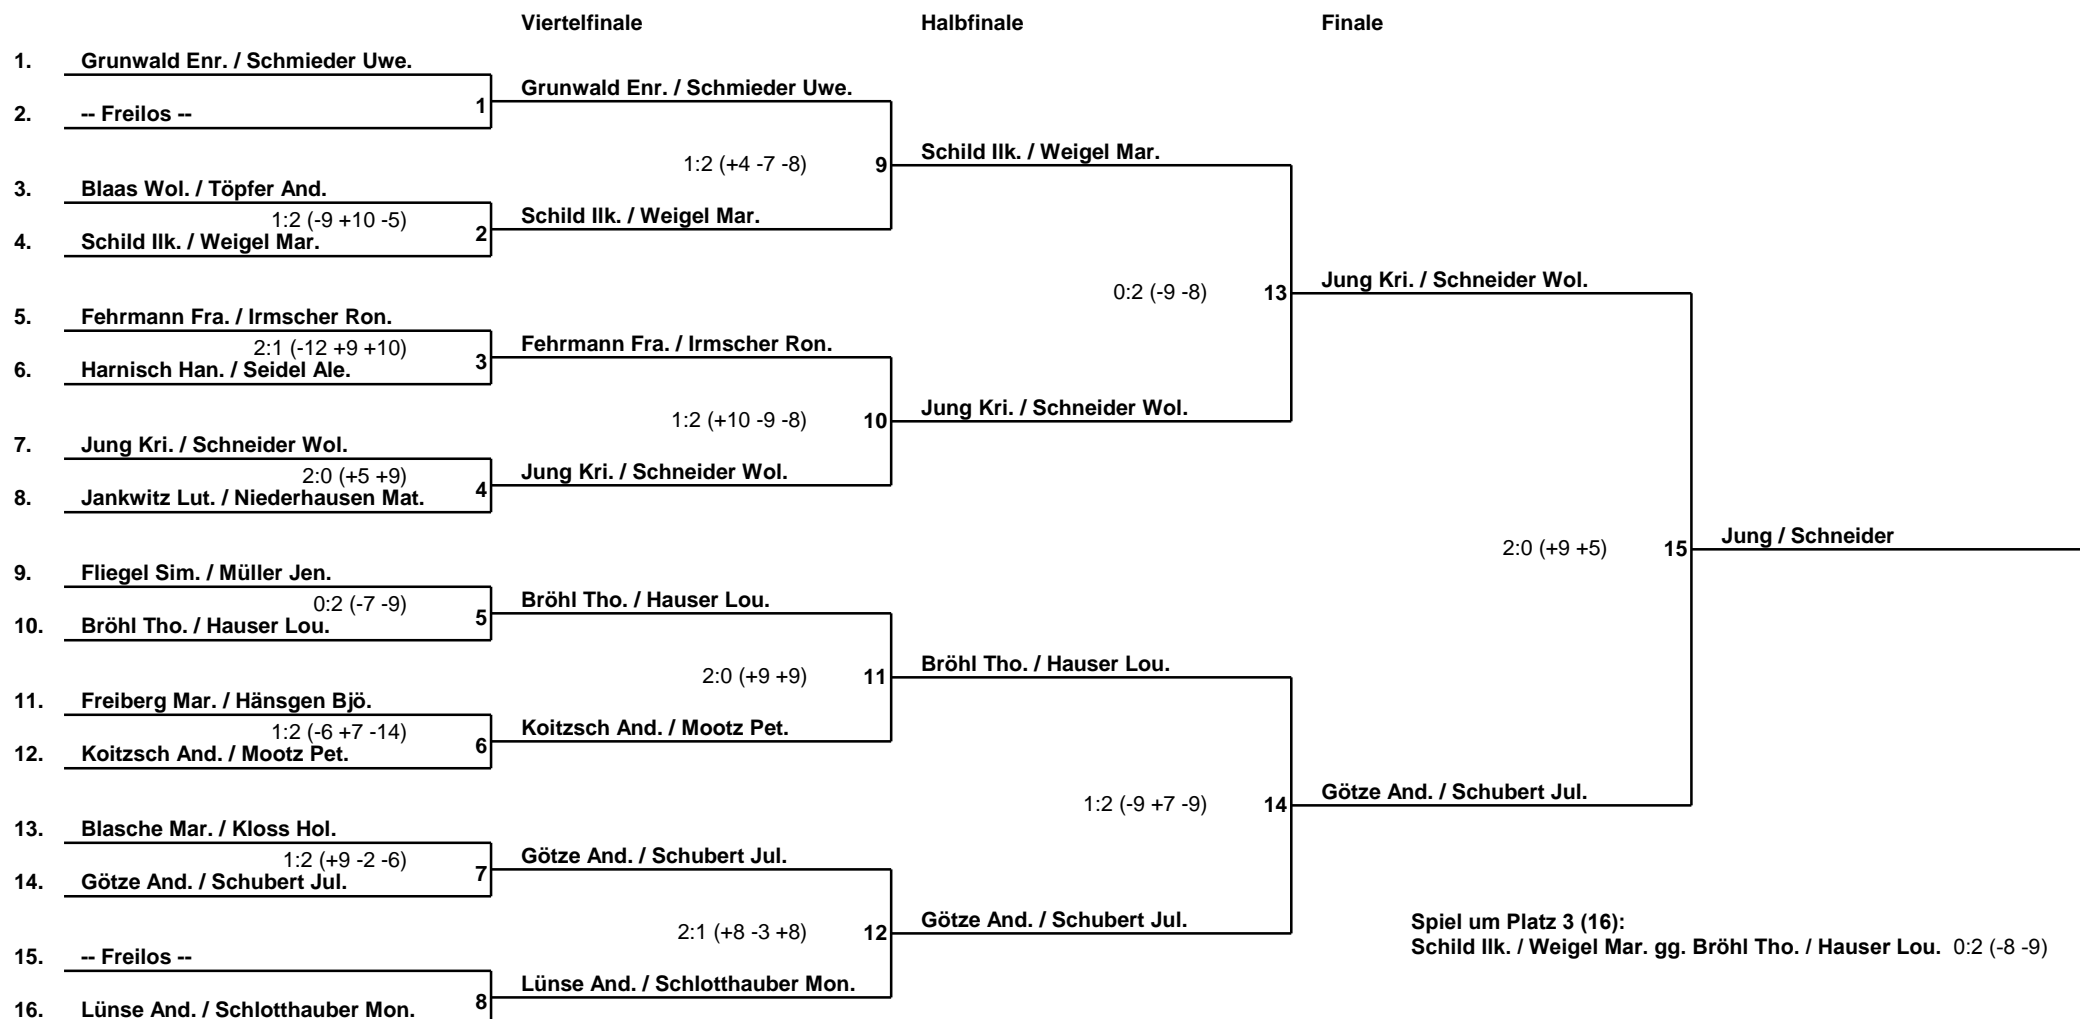 Viertelfinale Halbfinale Finale
1. Grunwald Enr. / Schmieder Uwe.
Grunwald Enr. / Schmieder Uwe.
1
2. -- Freilos --
Schild Ilk. / Weigel Mar.
1:2 (+4 -7 -8) 9
3. Blaas Wol. / Töpfer And.
Schild Ilk. / Weigel Mar.
1:2 (-9 +10 -5)
2
4. Schild Ilk. / Weigel Mar.
Jung Kri. / Schneider Wol.
0:2 (-9 -8) 13
5. Fehrmann Fra. / Irmscher Ron.
Fehrmann Fra. / Irmscher Ron.
2:1 (-12 +9 +10)
3
6. Harnisch Han. / Seidel Ale.
Jung Kri. / Schneider Wol.
1:2 (+10 -9 -8) 10
7. Jung Kri. / Schneider Wol.
Jung Kri. / Schneider Wol.
2:0 (+5 +9)
4
8. Jankwitz Lut. / Niederhausen Mat.
Jung / Schneider
2:0 (+9 +5) 15
9. Fliegel Sim. / Müller Jen.
Bröhl Tho. / Hauser Lou.
0:2 (-7 -9)
5
10. Bröhl Tho. / Hauser Lou.
Bröhl Tho. / Hauser Lou.
2:0 (+9 +9) 11
11. Freiberg Mar. / Hänsgen Bjö.
Koitzsch And. / Mootz Pet.
1:2 (-6 +7 -14)
6
12. Koitzsch And. / Mootz Pet.
Götze And. / Schubert Jul.
1:2 (-9 +7 -9) 14
13. Blasche Mar. / Kloss Hol.
Götze And. / Schubert Jul.
1:2 (+9 -2 -6)
7
14. Götze And. / Schubert Jul.
Götze And. / Schubert Jul.
2:1 (+8 -3 +8) 12
Spiel um Platz 3 (16):
Schild Ilk. / Weigel Mar. gg. Bröhl Tho. / Hauser Lou. 0:2 (-8 -9)
15. -- Freilos --
Lünse And. / Schlotthauber Mon.
8
16. Lünse And. / Schlotthauber Mon.